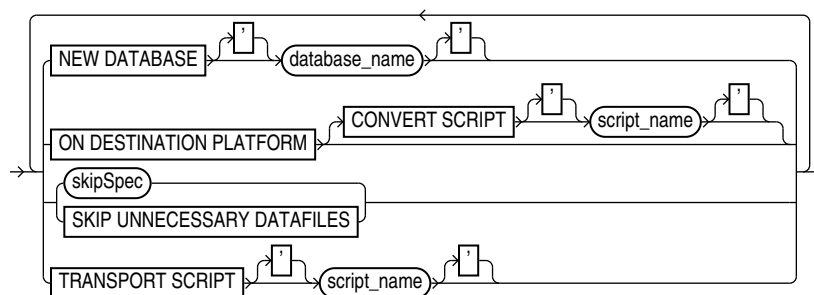 NEW DATABASE ' database_name '
ON DESTINATION PLATFORM CONVERT SCRIPT ' script_name '
skipSpec
SKIP UNNECESSARY DATAFILES
TRANSPORT SCRIPT ' script_name '